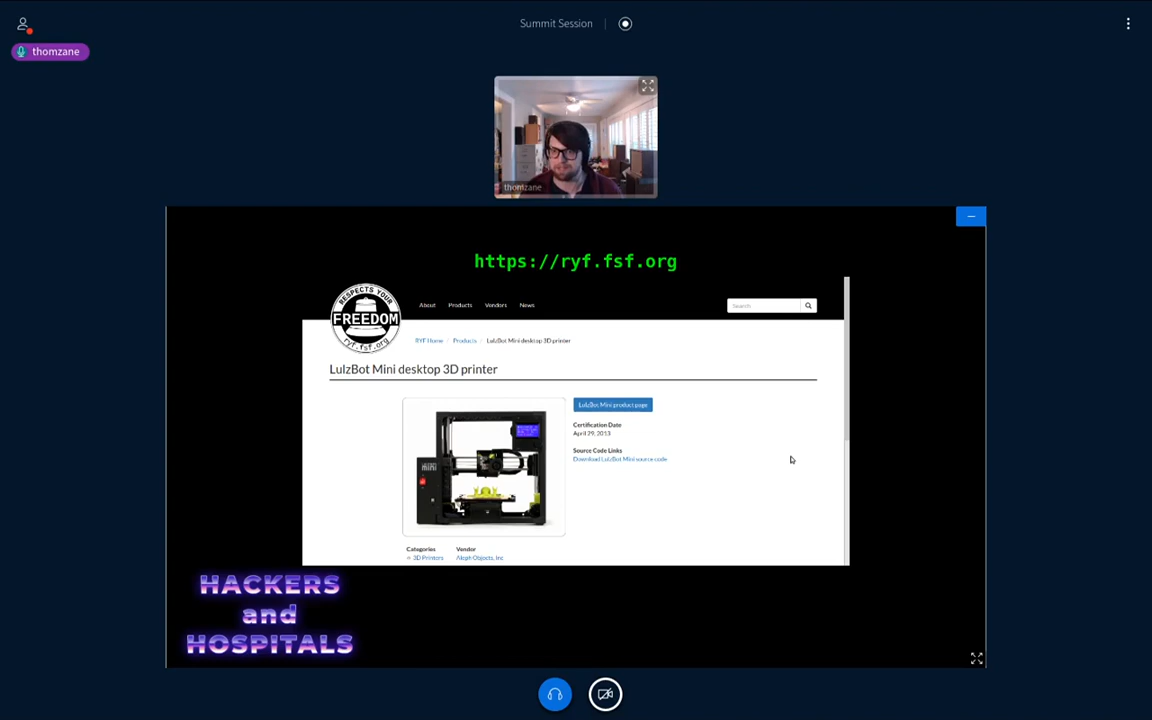 Summit Session
thomzane
thomzane
https://ryf.fsf.org
RESPECTS YOUR
FREEDOM
ryf.fsf.org
About Products Vendors News
Search
RYF Home / Products / LulzBot Mini desktop 3D printer
LulzBot Mini desktop 3D printer
LulzBot Mini product page
Certification Date
April 29, 2013
Source Code Links
Download LulzBot Mini source code
mini
Categories Vendor
3D Printers Aleph Objects, Inc
HACKERS
and
HOSPITALS